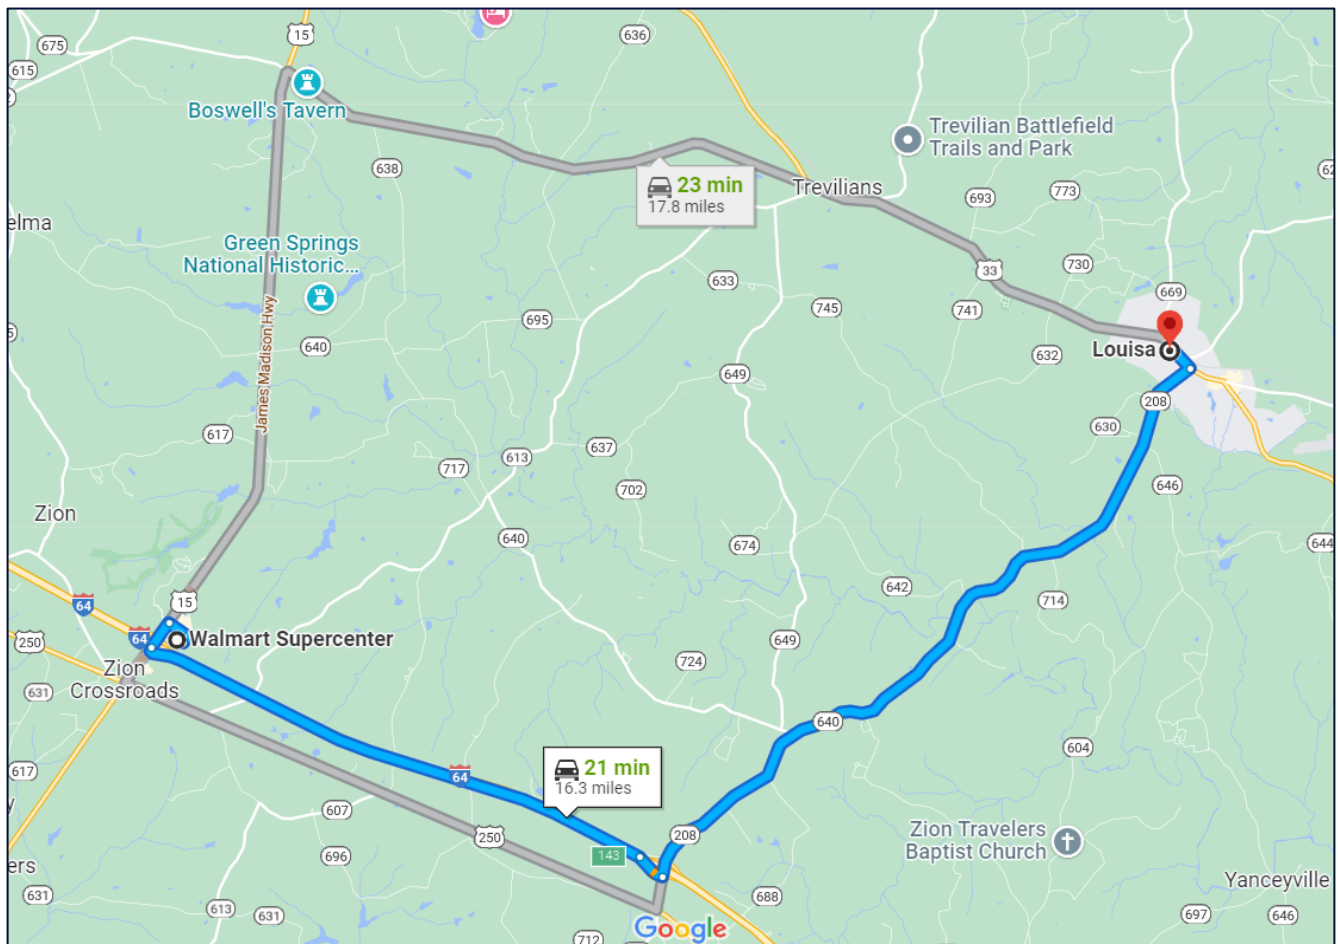 15
636
675
615
Boswell's Tavern
Trevilian Battlefield
Trails and Park
638
23 min
17.8 miles
Trevilians
693
773
elma
Green Springs
National Historic...
33
730
633
669
695
745
741
James Madison Hwy
640
632
Louisa
649
208
630
617
637
613
717
646
702
Zion
640
674
644
642
64
15
714
64
Walmart Supercenter
250
649
Zion
Crossroads
724
631
640
604
21 min
16.3 miles
617
64
607
250
208
Zion Travelers
Baptist Church
143
696
ers
Yanceyville
631
688
613
631
697
646
Google
712